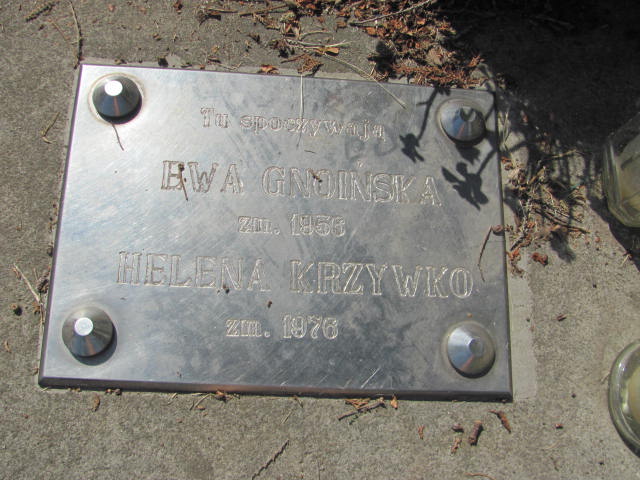 Tu spoczywają
EWA GNOIŃSKA
zm. 1956
HELENA KRZYWKO
zm. 1976